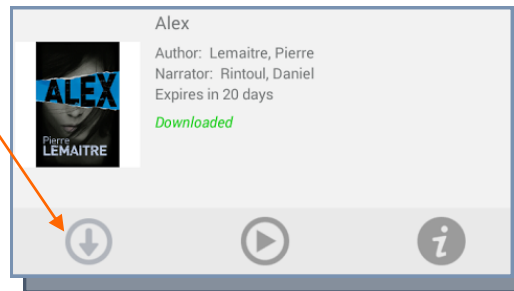 Alex
Author: Lemaitre, Pierre
Narrator: Rintoul, Daniel
Expires in 20 days
Downloaded
ALEX
Pierre
LEMAITRE
i